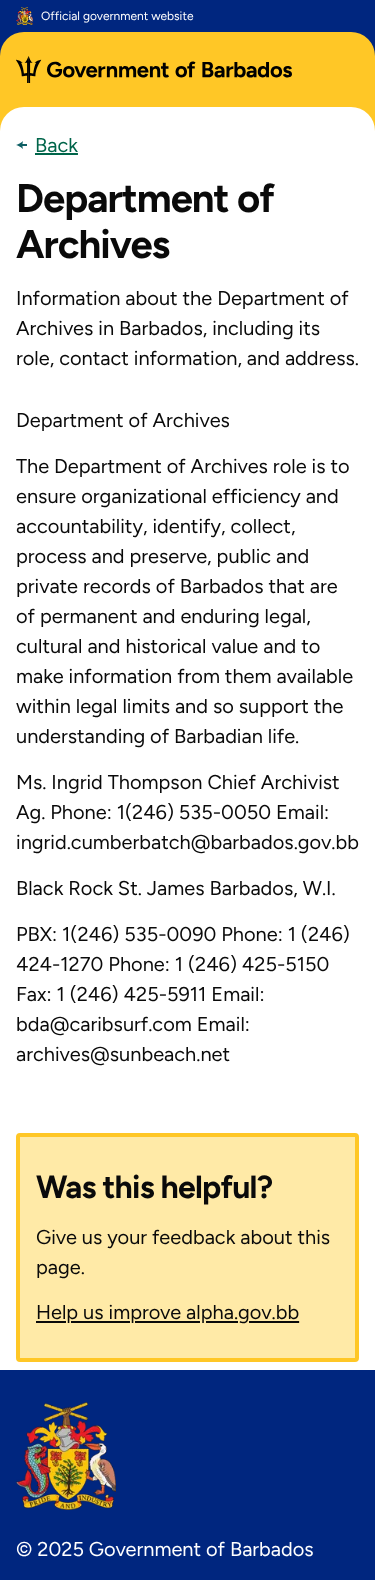 Official government website
Government of Barbados
Back
Department of
Archives
Information about the Department of
Archives in Barbados, including its
role, contact information, and address.
Department of Archives
The Department of Archives role is to
ensure organizational efficiency and
accountability, identify, collect,
process and preserve, public and
private records of Barbados that are
of permanent and enduring legal,
cultural and historical value and to
make information from them available
within legal limits and so support the
understanding of Barbadian life.
Ms. Ingrid Thompson Chief Archivist
Ag. Phone: 1(246) 535-0050 Email:
ingrid.cumberbatch@barbados.gov.bb
Black Rock St. James Barbados, W.I.
PBX: 1(246) 535-0090 Phone: 1 (246)
424-1270 Phone: 1 (246) 425-5150
Fax: 1 (246) 425-5911 Email:
bda@caribsurf.com Email:
archives@sunbeach.net
Was this helpful?
Give us your feedback about this
page.
Help us improve alpha.gov.bb
PRIDE AND INDUSTRY
© 2025 Government of Barbados